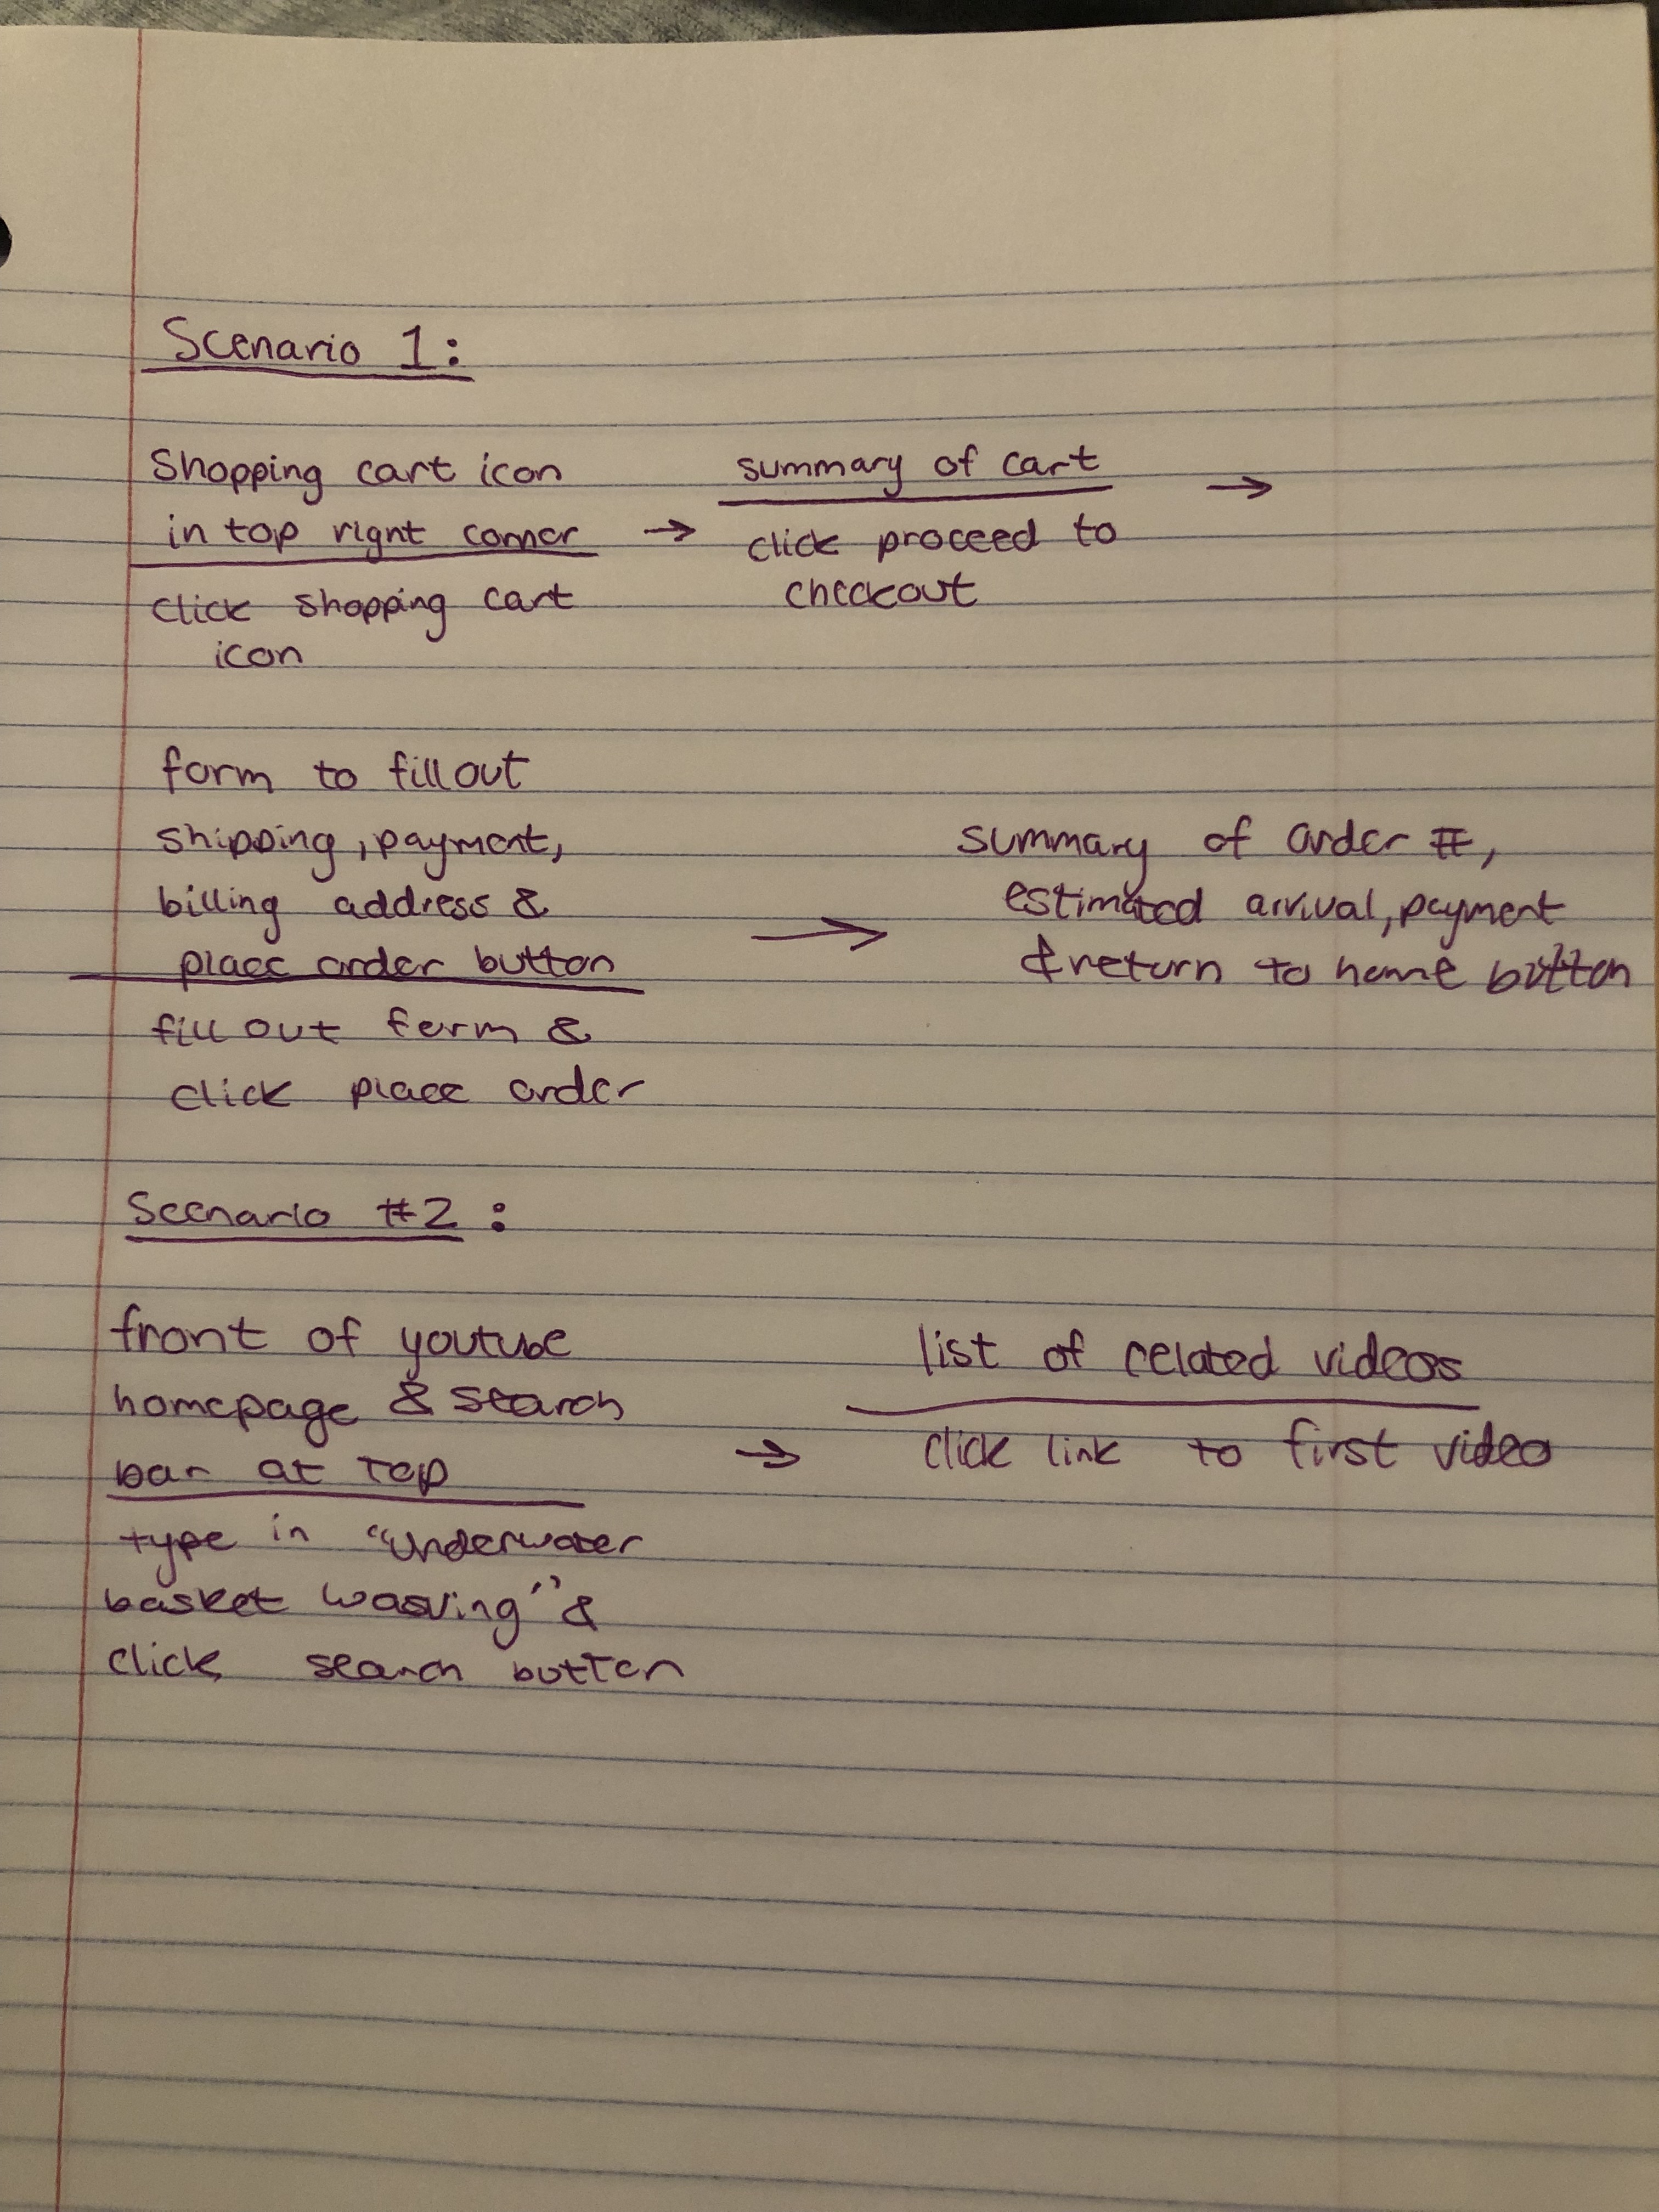 Scenario 1:
Shopping cart icon
in top right corner
click shopping cart
icon
→
summary of cart
click proceed to
checkout
→
form to fill out
shipping, payment,
billing address &
place order button
fill out form &
click place order
→
summary of order #,
estimated arrival, payment
& return to home button
Scenario #2:
front of youtube
homepage & search
bar at top
type in "underwater
basket weaving" &
click search button
→
list of related videos
click link to first video